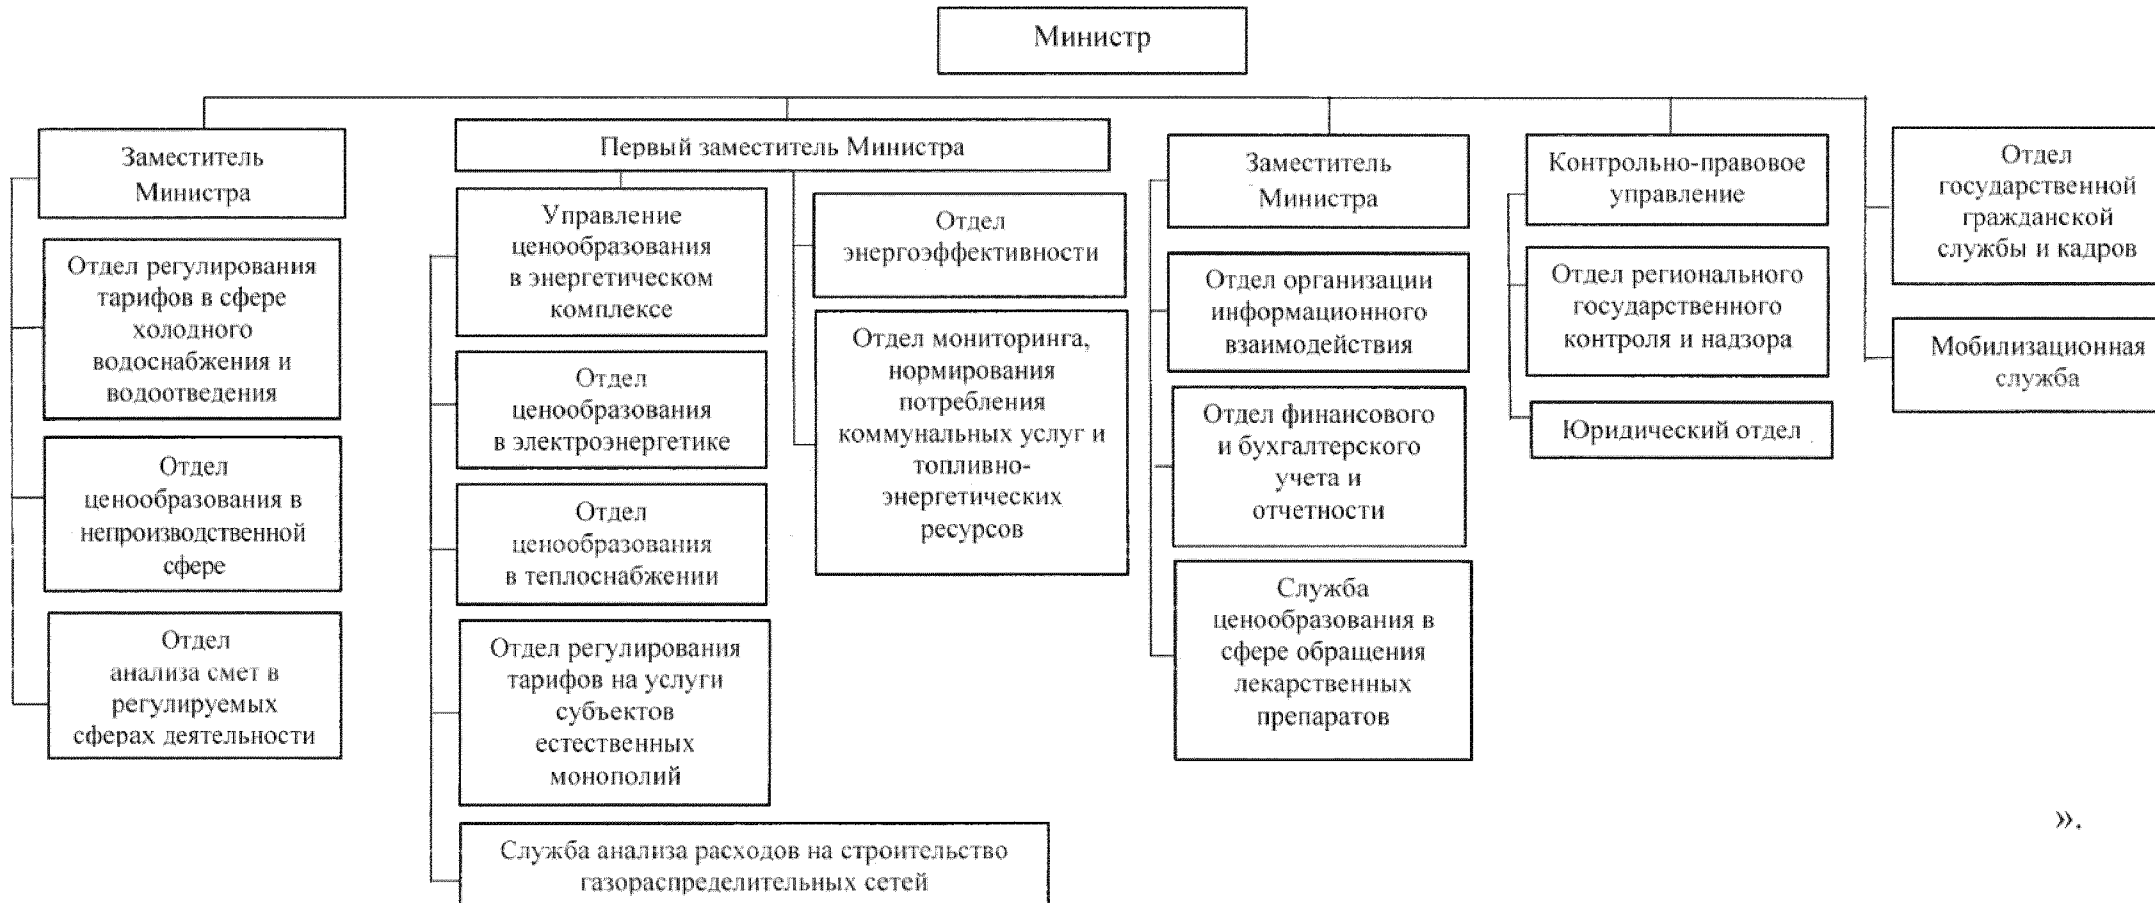 Министр
Заместитель
Министра
Отдел регулирования
тарифов в сфере
холодного
водоснабжения и
водоотведения
Отдел
ценообразования в
непроизводственной
сфере
Отдел
анализа смет в
регулируемых
сферах деятельности
Первый заместитель Министра
Управление
ценообразования
в энергетическом
комплексе
Отдел
ценообразования
в электроэнергетике
Отдел
ценообразования
в теплоснабжении
Отдел регулирования
тарифов на услуги
субъектов
естественных
монополий
Служба анализа расходов на строительство
газораспределительных сетей
Отдел
энергоэффективности
Отдел мониторинга,
нормирования
потребления
коммунальных услуг и
топливно-
энергетических
ресурсов
Заместитель
Министра
Отдел организации
информационного
взаимодействия
Отдел финансового
и бухгалтерского
учета и
отчетности
Служба
ценообразования в
сфере обращения
лекарственных
препаратов
Контрольно-правовое
управление
Отдел регионального
государственного
контроля и надзора
Юридический отдел
Отдел
государственной
гражданской
службы и кадров
Мобилизационная
служба
».